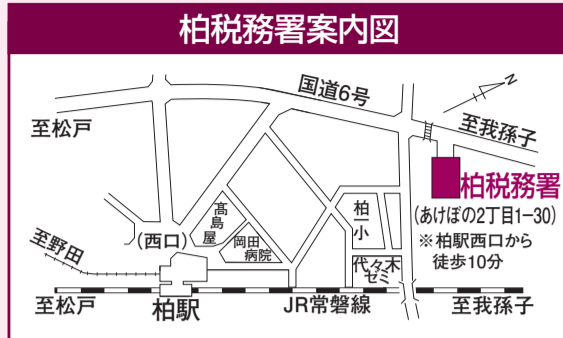 柏税務署案内図
国道6号
N
至松戸
至我孫子
柏税務署
(あけぼの2丁目1−30)
※柏駅西口から
徒歩10分
髙島屋
柏一小
岡田
病院
(西口)
至野田
代々木
ゼミ
至松戸
柏駅
JR常磐線
至我孫子